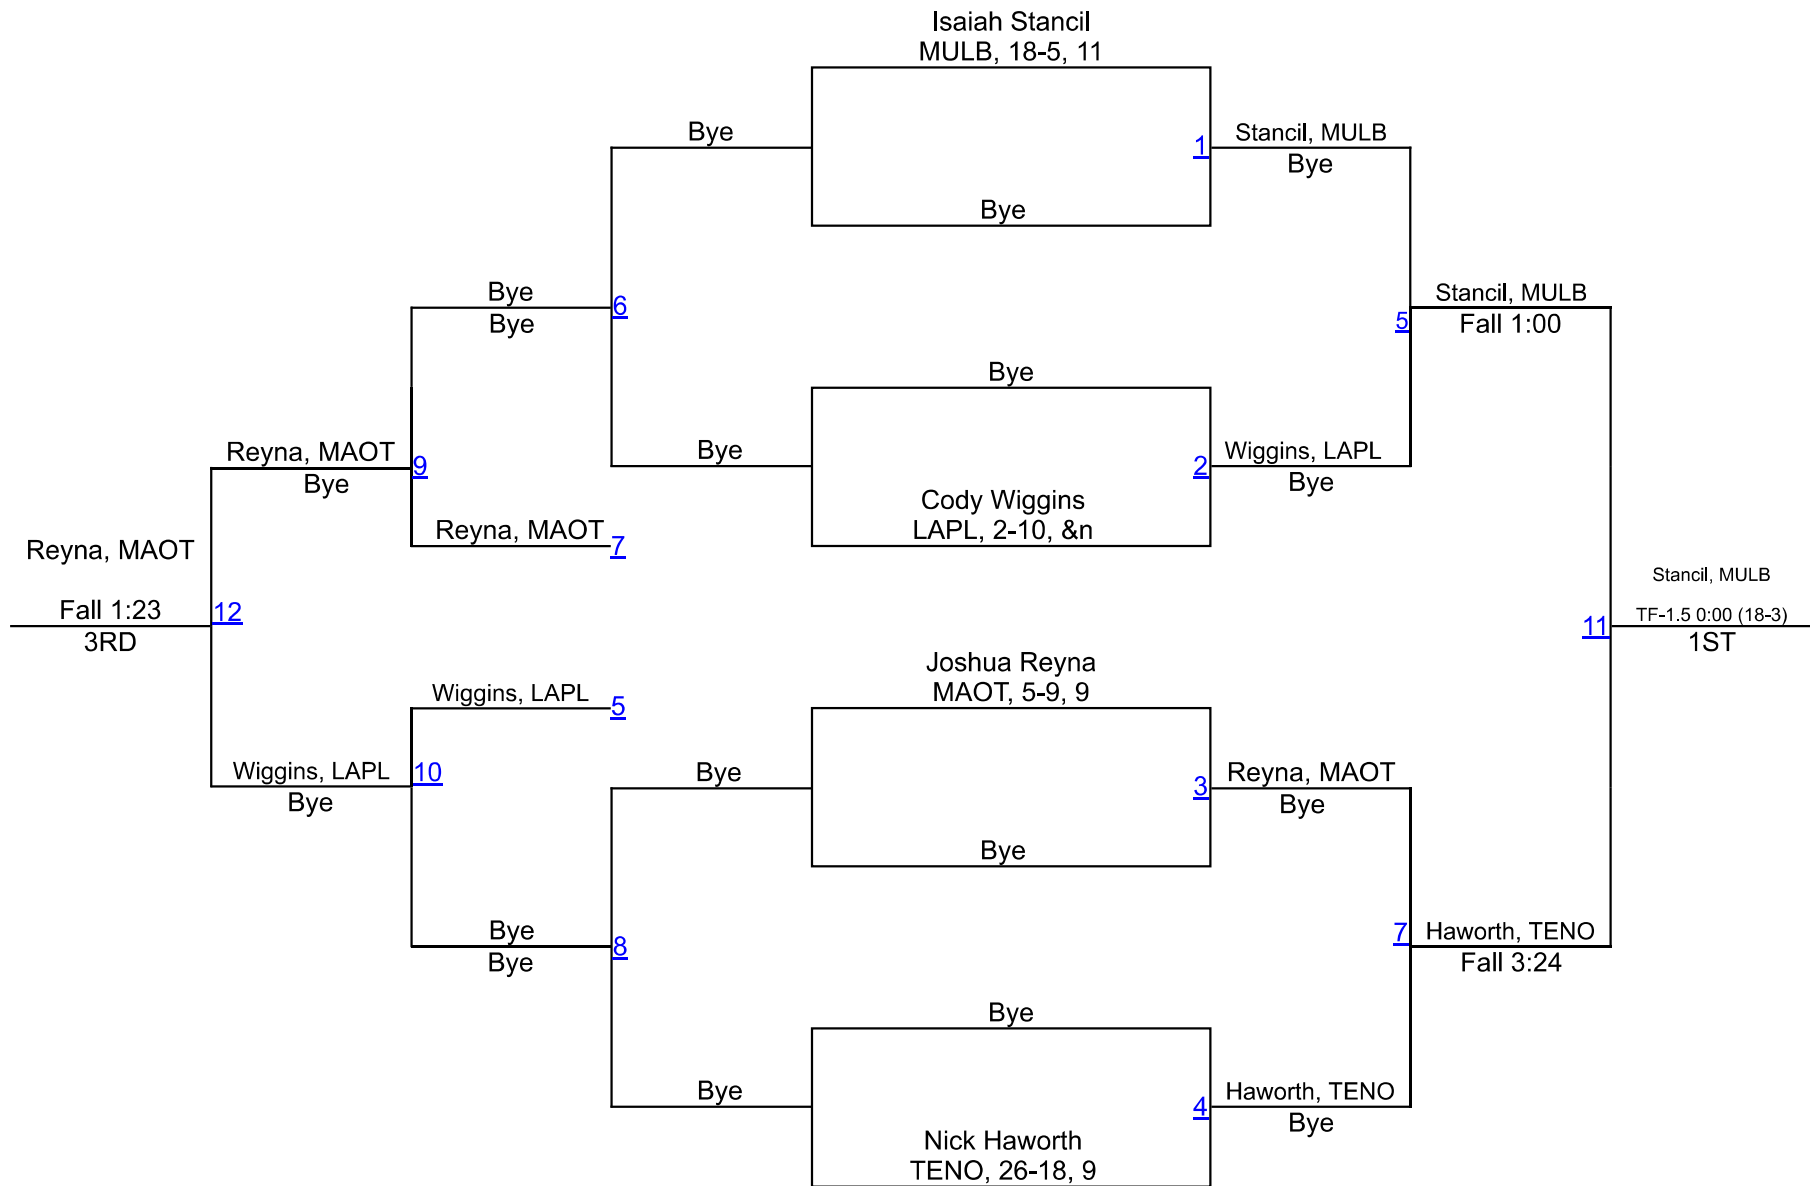 Isaiah Stancil
MULB, 18-5, 11
Bye
1
Stancil, MULB
Bye
Bye
Bye
Bye
6
Stancil, MULB
Fall 1:00
5
Bye
Reyna, MAOT
Bye
9
Bye
2
Wiggins, LAPL
Bye
Cody Wiggins
LAPL, 2-10, &n
Reyna, MAOT
7
Reyna, MAOT
Fall 1:23
3RD
12
Stancil, MULB
TF-1.5 0:00 (18-3)
1ST
11
Joshua Reyna
MAOT, 5-9, 9
Wiggins, LAPL
5
Wiggins, LAPL
Bye
10
Bye
3
Reyna, MAOT
Bye
Bye
Bye
Bye
8
7
Haworth, TENO
Fall 3:24
Bye
Bye
4
Haworth, TENO
Bye
Nick Haworth
TENO, 26-18, 9